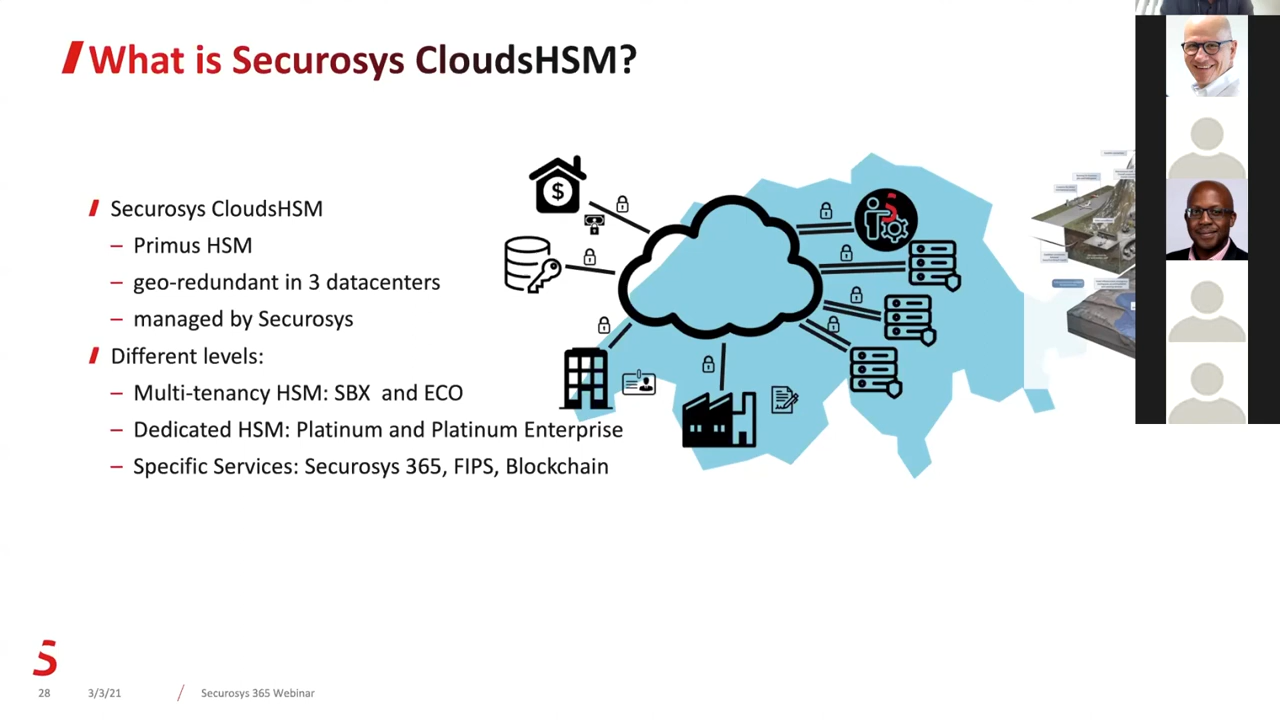 What is Securosys CloudsHSM?
Securosys CloudsHSM
– Primus HSM
– geo-redundant in 3 datacenters
– managed by Securosys
Different levels:
– Multi-tenancy HSM: SBX and ECO
– Dedicated HSM: Platinum and Platinum Enterprise
– Specific Services: Securosys 365, FIPS, Blockchain
$
28 3/3/21 / Securosys 365 Webinar